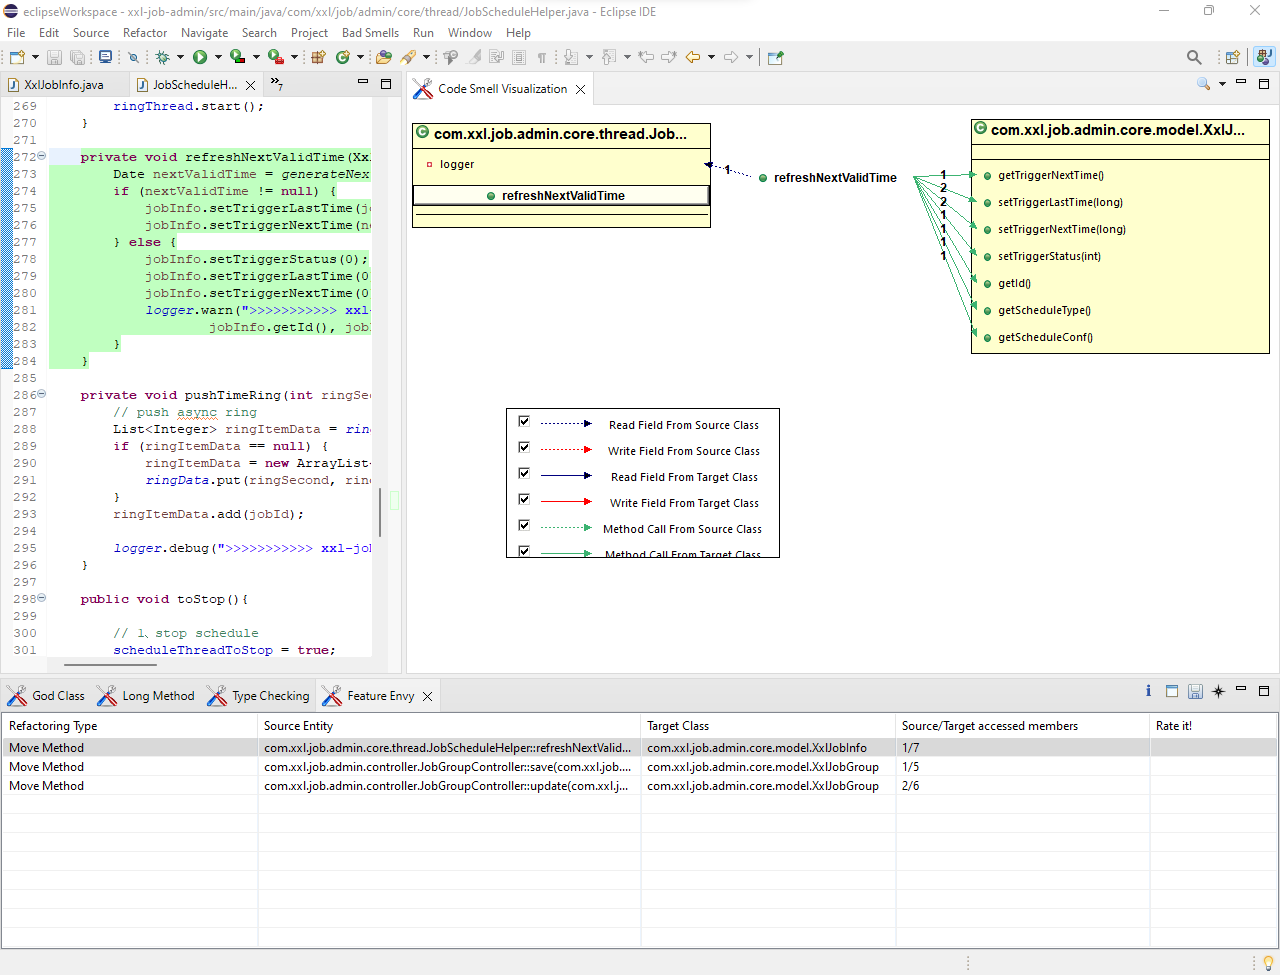 eclipseWorkspace - xxl-job-admin/src/main/java/com/xxl/job/admin/core/thread/JobScheduleHelper.java - Eclipse IDE
File Edit Source Refactor Navigate Search Project Bad Smells Run Window Help
XxlJobInfo.java
JobScheduleH...
7
269 ringThread.start();
270 }
271
272 private void refreshNextValidTime(Xx
273 Date nextValidTime = generateNex
274 if (nextValidTime != null) {
275 jobInfo.setTriggerLastTime(j
276 jobInfo.setTriggerNextTime(n
277 } else {
278 jobInfo.setTriggerStatus(0);
279 jobInfo.setTriggerLastTime(0
280 jobInfo.setTriggerNextTime(0
281 logger.warn(">>>>>>>>>>> xxl-
282 jobInfo.getId(), job
283 }
284 }
285
286 private void pushTimeRing(int ringSe
287 // push async ring
288 List<Integer> ringItemData = rin
289 if (ringItemData == null) {
290 ringItemData = new ArrayList
291 ringData.put(ringSecond, rin
292 }
293 ringItemData.add(jobId);
294
295 logger.debug(">>>>>>>>>>> xxl-jo
296 }
297
298 public void toStop(){
299
300 // 1、stop schedule
301 scheduleThreadToStop = true;
Code Smell Visualization
com.xxl.job.admin.core.thread.Job...
logger
refreshNextValidTime
1
refreshNextValidTime
1
2
2
1
1
1
1
com.xxl.job.admin.core.model.XxlJ...
getTriggerNextTime()
setTriggerLastTime(long)
setTriggerNextTime(long)
setTriggerStatus(int)
getId()
getScheduleType()
getScheduleConf()
Read Field From Source Class
Write Field From Source Class
Read Field From Target Class
Write Field From Target Class
Method Call From Source Class
Method Call From Target Class
God Class
Long Method
Type Checking
Feature Envy
Refactoring Type Source Entity Target Class Source/Target accessed members Rate it!
Move Method com.xxl.job.admin.core.thread.JobScheduleHelper::refreshNextValid... com.xxl.job.admin.core.model.XxlJobInfo 1/7
Move Method com.xxl.job.admin.controller.JobGroupController::save(com.xxl.job.... com.xxl.job.admin.core.model.XxlJobGroup 1/5
Move Method com.xxl.job.admin.controller.JobGroupController::update(com.xxl.j... com.xxl.job.admin.core.model.XxlJobGroup 2/6